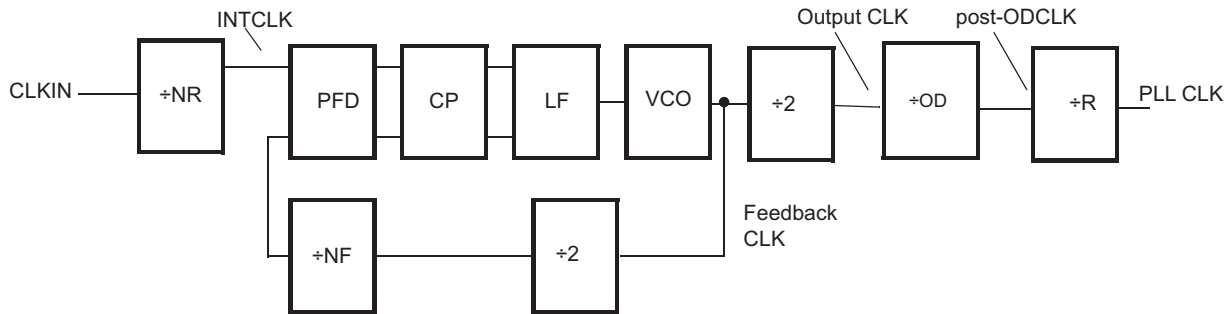 INTCLK
Output CLK
post-ODCLK
CLKIN
÷NR
PFD
CP
LF
VCO
÷2
÷OD
÷R
PLL CLK
Feedback
CLK
÷NF
÷2